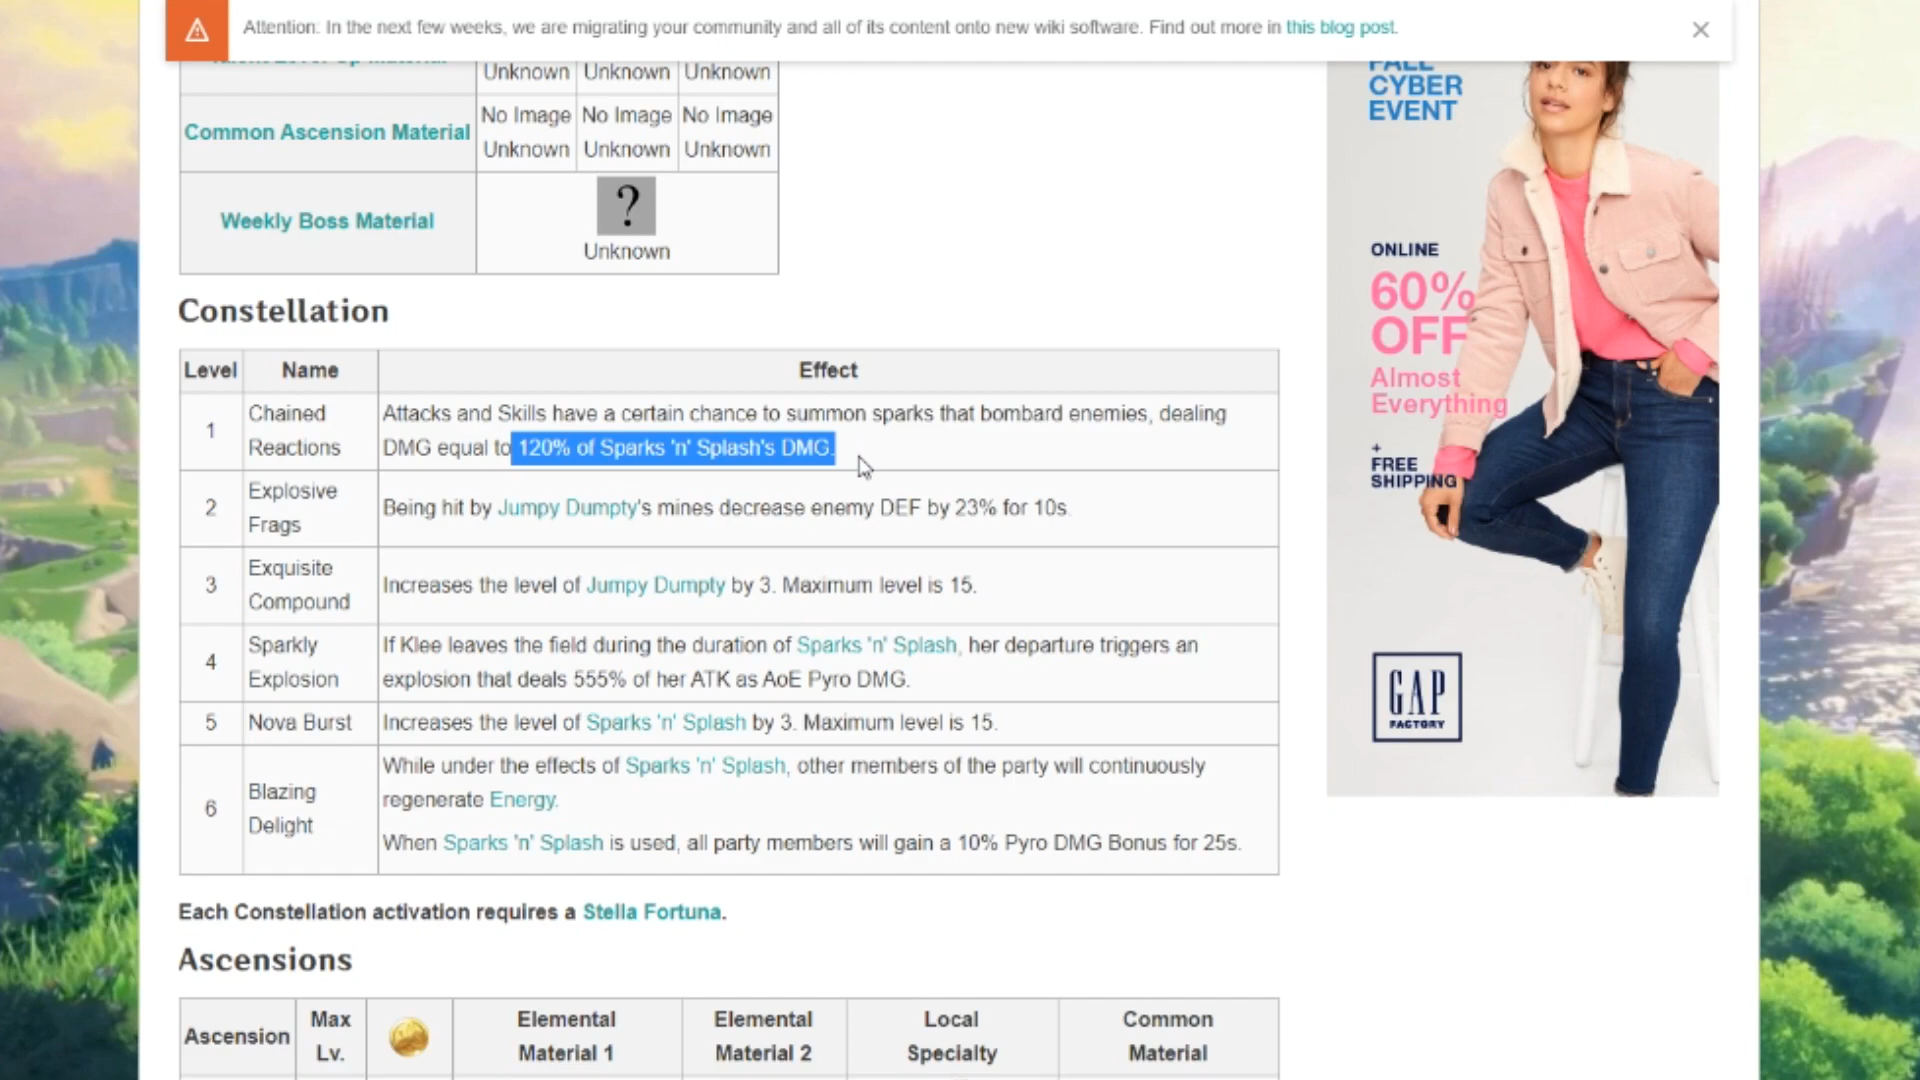 Attention: In the next few weeks, we are migrating your community and all of its content onto new wiki software. Find out more in this blog post.
Unknown Unknown Unknown
Common Ascension Material
No Image No Image No Image
Unknown Unknown Unknown
Weekly Boss Material
?
Unknown
Constellation
Level Name Effect
1
Chained
Reactions
Attacks and Skills have a certain chance to summon sparks that bombard enemies, dealing
DMG equal to 120% of Sparks 'n' Splash's DMG.
2
Explosive
Frags
Being hit by Jumpy Dumpty's mines decrease enemy DEF by 23% for 10s.
3
Exquisite
Compound
Increases the level of Jumpy Dumpty by 3. Maximum level is 15.
4
Sparkly
Explosion
If Klee leaves the field during the duration of Sparks 'n' Splash, her departure triggers an
explosion that deals 555% of her ATK as AoE Pyro DMG.
5 Nova Burst Increases the level of Sparks 'n' Splash by 3. Maximum level is 15.
6
Blazing
Delight
While under the effects of Sparks 'n' Splash, other members of the party will continuously
regenerate Energy.
When Sparks 'n' Splash is used, all party members will gain a 10% Pyro DMG Bonus for 25s.
Each Constellation activation requires a Stella Fortuna.
Ascensions
Ascension
Max
Lv.
Elemental
Material 1
Elemental
Material 2
Local
Specialty
Common
Material
FALL
CYBER
EVENT
ONLINE
60%
OFF
Almost
Everything
+
FREE
SHIPPING
GAP
FACTORY